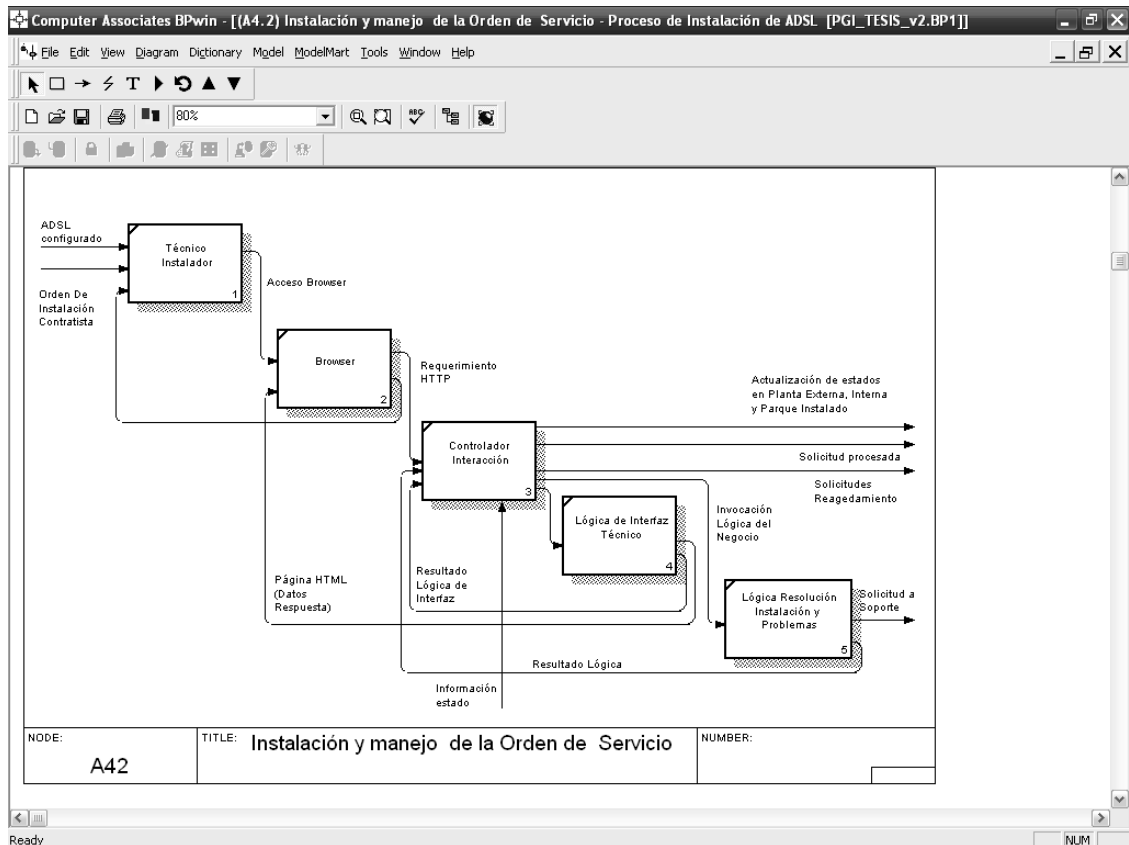 Computer Associates BPwin - [(A4.2) Instalación y manejo de la Orden de Servicio - Proceso de Instalación de ADSL [PGI_TESIS_v2.BP1]]
File Edit View Diagram Dictionary Model ModelMart Tools Window Help
T
80%
ABC
ADSL
configurado
Técnico
Instalador
1
Acceso Browser
Orden De
Instalación
Contratista
Browser
2
Requerimiento
HTTP
Actualización de estados
en Planta Externa, Interna
y Parque Instalado
Controlador
Interacción
3
Solicitud procesada
Solicitudes
Reagedamiento
Lógica de Interfaz
Técnico
4
Invocación
Lógica del
Negocio
Página HTML
(Datos
Respuesta)
Resultado
Lógica de
Interfaz
Lógica Resolución
Instalación y
Problemas
5
Solicitud a
Soporte
Resultado Lógica
Información
estado
NODE:
A42
TITLE:
Instalación y manejo de la Orden de Servicio
NUMBER:
Ready
NUM